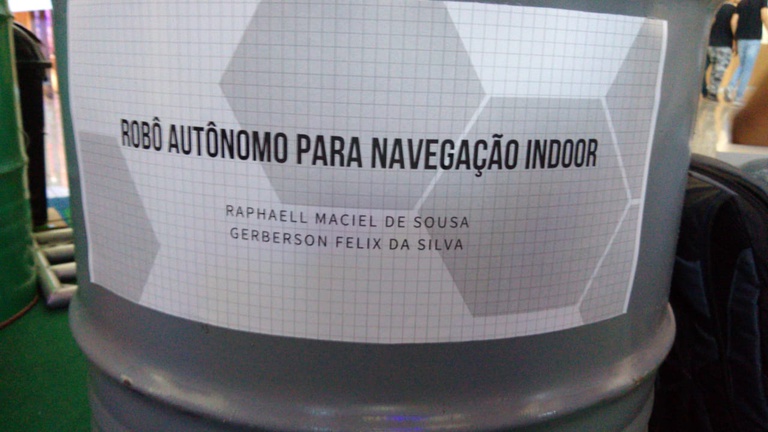 ROBÔ AUTÔNOMO PARA NAVEGAÇÃO INDOOR
RAPHAELL MACIEL DE SOUSA
GERBERSON FELIX DA SILVA